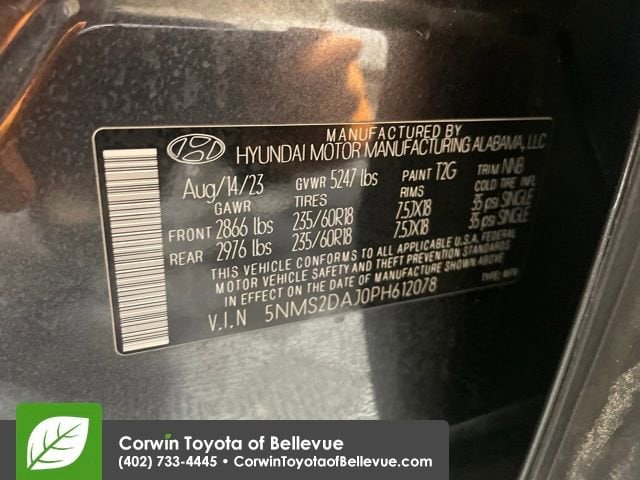 MANUFACTURED BY
HYUNDAI MOTOR MANUFACTURING ALABAMA, LLC
Aug/14/23 GVWR 5247 lbs PAINT T2G TRIM NNB
GAWR TIRES RIMS COLD TIRE INFL
FRONT 2866 lbs 235/60R18 7.5JX18 35 psi SINGLE
REAR 2976 lbs 235/60R18 7.5JX18 35 psi SINGLE
THIS VEHICLE CONFORMS TO ALL APPLICABLE U.S.A. FEDERAL
MOTOR VEHICLE SAFETY AND THEFT PREVENTION STANDARDS
IN EFFECT ON THE DATE OF MANUFACTURE SHOWN ABOVE
V.I.N 5NMS2DAJ0PH612078 TYPE:MPV
Corwin Toyota of Bellevue
(402) 733-4445 • CorwinToyotaofBellevue.com